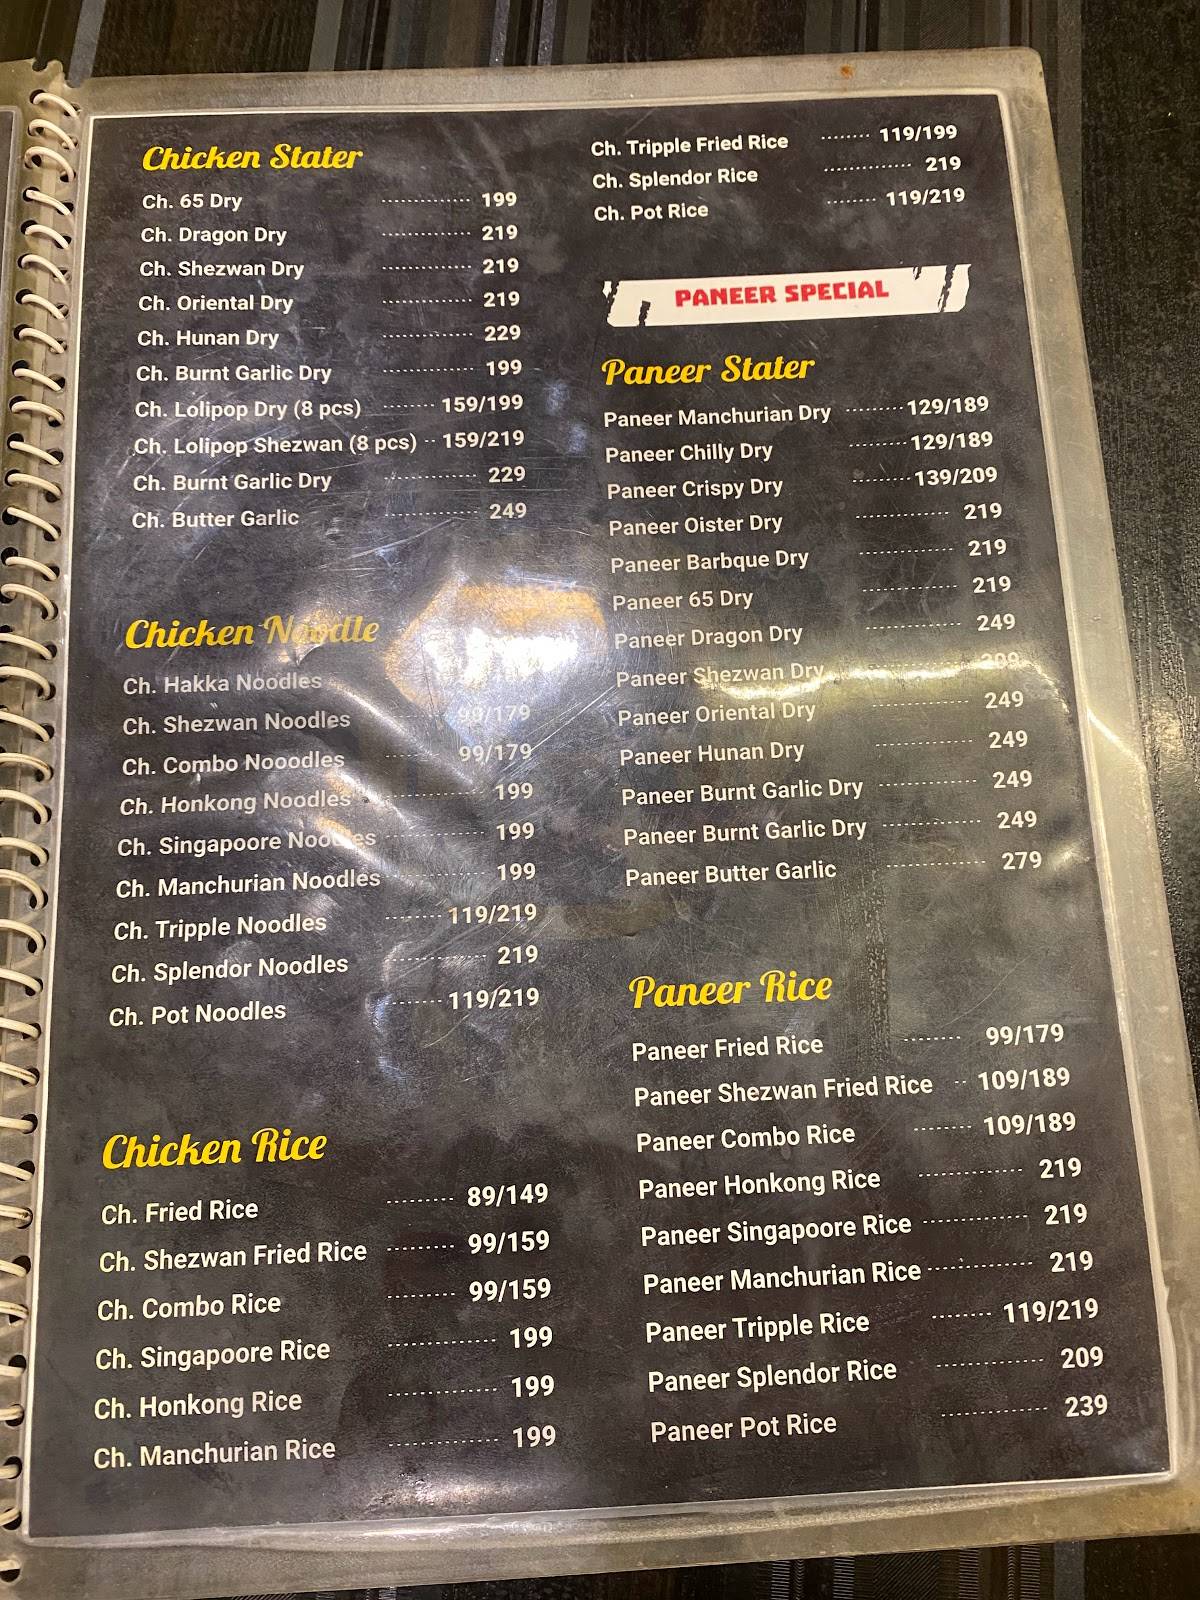 Chicken Stater
Ch. 65 Dry ............... 199
Ch. Dragon Dry ............... 219
Ch. Shezwan Dry ............... 219
Ch. Oriental Dry ............... 219
Ch. Hunan Dry ............... 229
Ch. Burnt Garlic Dry ............... 199
Ch. Lolipop Dry (8 pcs) ........ 159/199
Ch. Lolipop Shezwan (8 pcs) .. 159/219
Ch. Burnt Garlic Dry ............... 229
Ch. Butter Garlic ............... 249
Chicken Noodle
Ch. Hakka Noodles
Ch. Shezwan Noodles 99/179
Ch. Combo Nooodles ........ 99/179
Ch. Honkong Noodles ............... 199
Ch. Singapoore Noodles ............... 199
Ch. Manchurian Noodles ............... 199
Ch. Tripple Noodles ........ 119/219
Ch. Splendor Noodles ............... 219
Ch. Pot Noodles ........ 119/219
Chicken Rice
Ch. Fried Rice ......... 89/149
Ch. Shezwan Fried Rice ......... 99/159
Ch. Combo Rice ......... 99/159
Ch. Singapoore Rice ............... 199
Ch. Honkong Rice ............... 199
Ch. Manchurian Rice ............... 199
Ch. Tripple Fried Rice ........ 119/199
Ch. Splendor Rice .............. 219
Ch. Pot Rice ........ 119/219
PANEER SPECIAL
Paneer Stater
Paneer Manchurian Dry ......... 129/189
Paneer Chilly Dry ......... 129/189
Paneer Crispy Dry ......... 139/209
Paneer Oister Dry ............... 219
Paneer Barbque Dry ............... 219
Paneer 65 Dry ............... 219
Paneer Dragon Dry ............... 249
Paneer Shezwan Dry
Paneer Oriental Dry ............... 249
Paneer Hunan Dry ............... 249
Paneer Burnt Garlic Dry ............... 249
Paneer Burnt Garlic Dry ............... 249
Paneer Butter Garlic ............... 279
Paneer Rice
Paneer Fried Rice ........ 99/179
Paneer Shezwan Fried Rice .. 109/189
Paneer Combo Rice ........ 109/189
Paneer Honkong Rice ............... 219
Paneer Singapoore Rice ............... 219
Paneer Manchurian Rice ............... 219
Paneer Tripple Rice ........ 119/219
Paneer Splendor Rice ............... 209
Paneer Pot Rice ............... 239